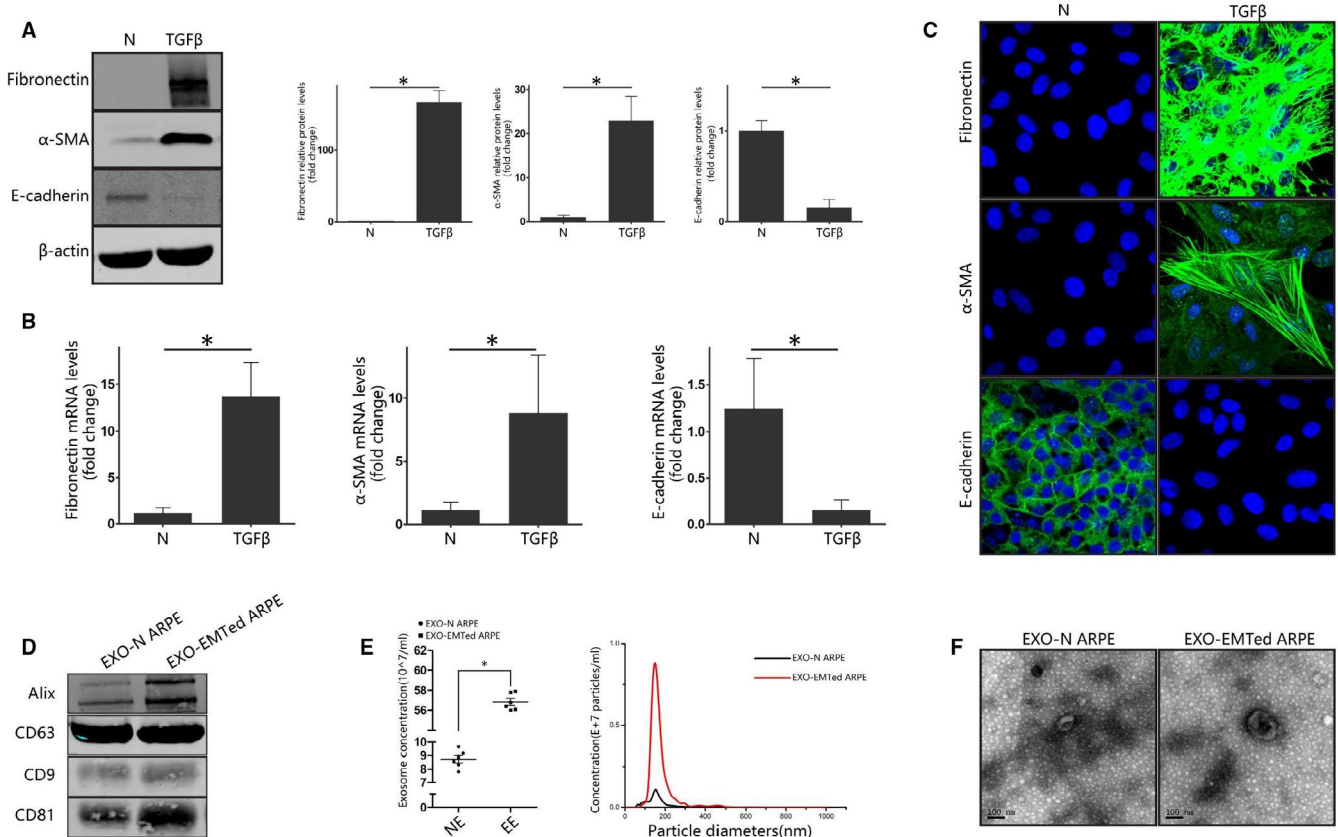 A
N TGFβ
Fibronectin
α-SMA
E-cadherin
β-actin
Fibronectin relative protein levels
(fold change)
100
0
*
N TGFβ
α-SMA relative protein levels
(fold change)
30
20
10
0
*
N TGFβ
E-cadherin relative protein levels
(fold change)
1
0
*
N TGFβ
B
Fibronectin mRNA levels
(fold change)
15
10
5
0
*
N TGFβ
α-SMA mRNA levels
(fold change)
10
5
0
*
N TGFβ
E-cadherin mRNA levels
(fold change)
1.5
1.0
0.5
0.0
*
N TGFβ
C
N TGFβ
Fibronectin
α-SMA
E-cadherin
D
EXO-N ARPE
EXO-EMTed ARPE
Alix
CD63
CD9
CD81
E
EXO-N ARPE
EXO-EMTed ARPE
Exosome concentration(10^7/ml)
62
60
58
56
10
9
8
7
0
*
NE EE
Concentration(E+7 particles/ml)
1.0
0.5
0.0
EXO-N ARPE
EXO-EMTed ARPE
0 200 400 600 800 1000
Particle diameters(nm)
F
EXO-N ARPE EXO-EMTed ARPE
100 nm
100 nm